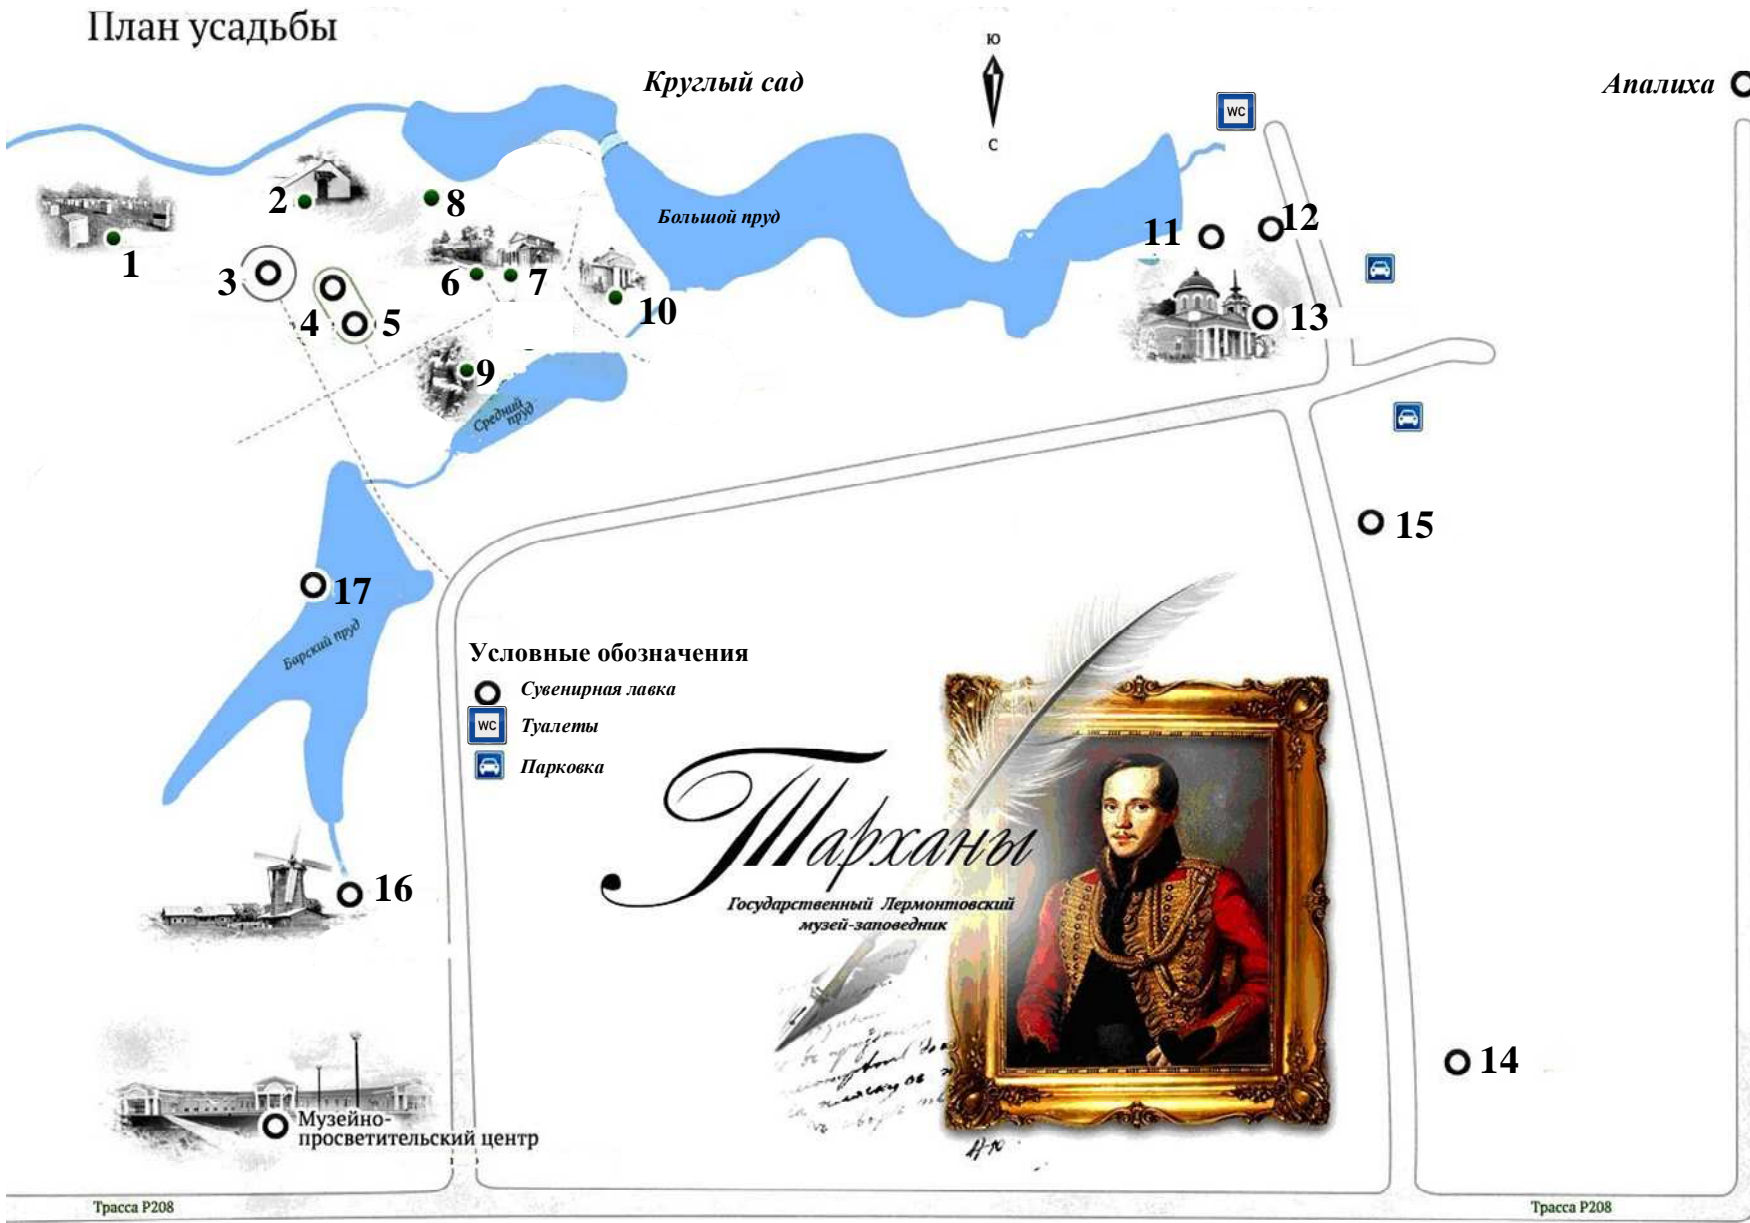 План усадьбы
Ю
С
Круглый сад
Апалиха
WC
2
8
1
3
4
5
6
7
10
Большой пруд
11
12
13
9
Средний
пруд
15
17
Барский пруд
Условные обозначения
Сувенирная лавка
WC
Туалеты
Парковка
Тарханы
Государственный Лермонтовский
музей-заповедник
16
14
Музейно-
просветительский центр
Трасса Р208
Трасса Р208